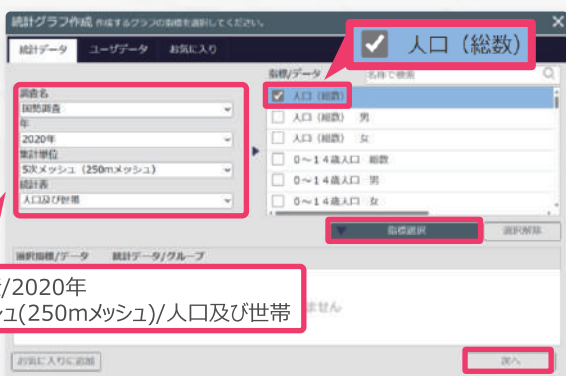 統計グラフ作成 作成するグラフの指標を選択してください。
統計データ ユーザデータ お気に入り
人口（総数）
指標/データ 名称で検索
調査名
国勢調査
年
2020年
集計単位
5次メッシュ（250mメッシュ）
統計表
人口及び世帯
人口（総数）
人口（総数） 男
人口（総数） 女
0～14歳人口 総数
0～14歳人口 男
0～14歳人口 女
指標選択 選択解除
選択指標/データ 統計データ/グループ
/2020年
ュ(250mメッシュ)/人口及び世帯
ません
お気に入りに追加 次へ